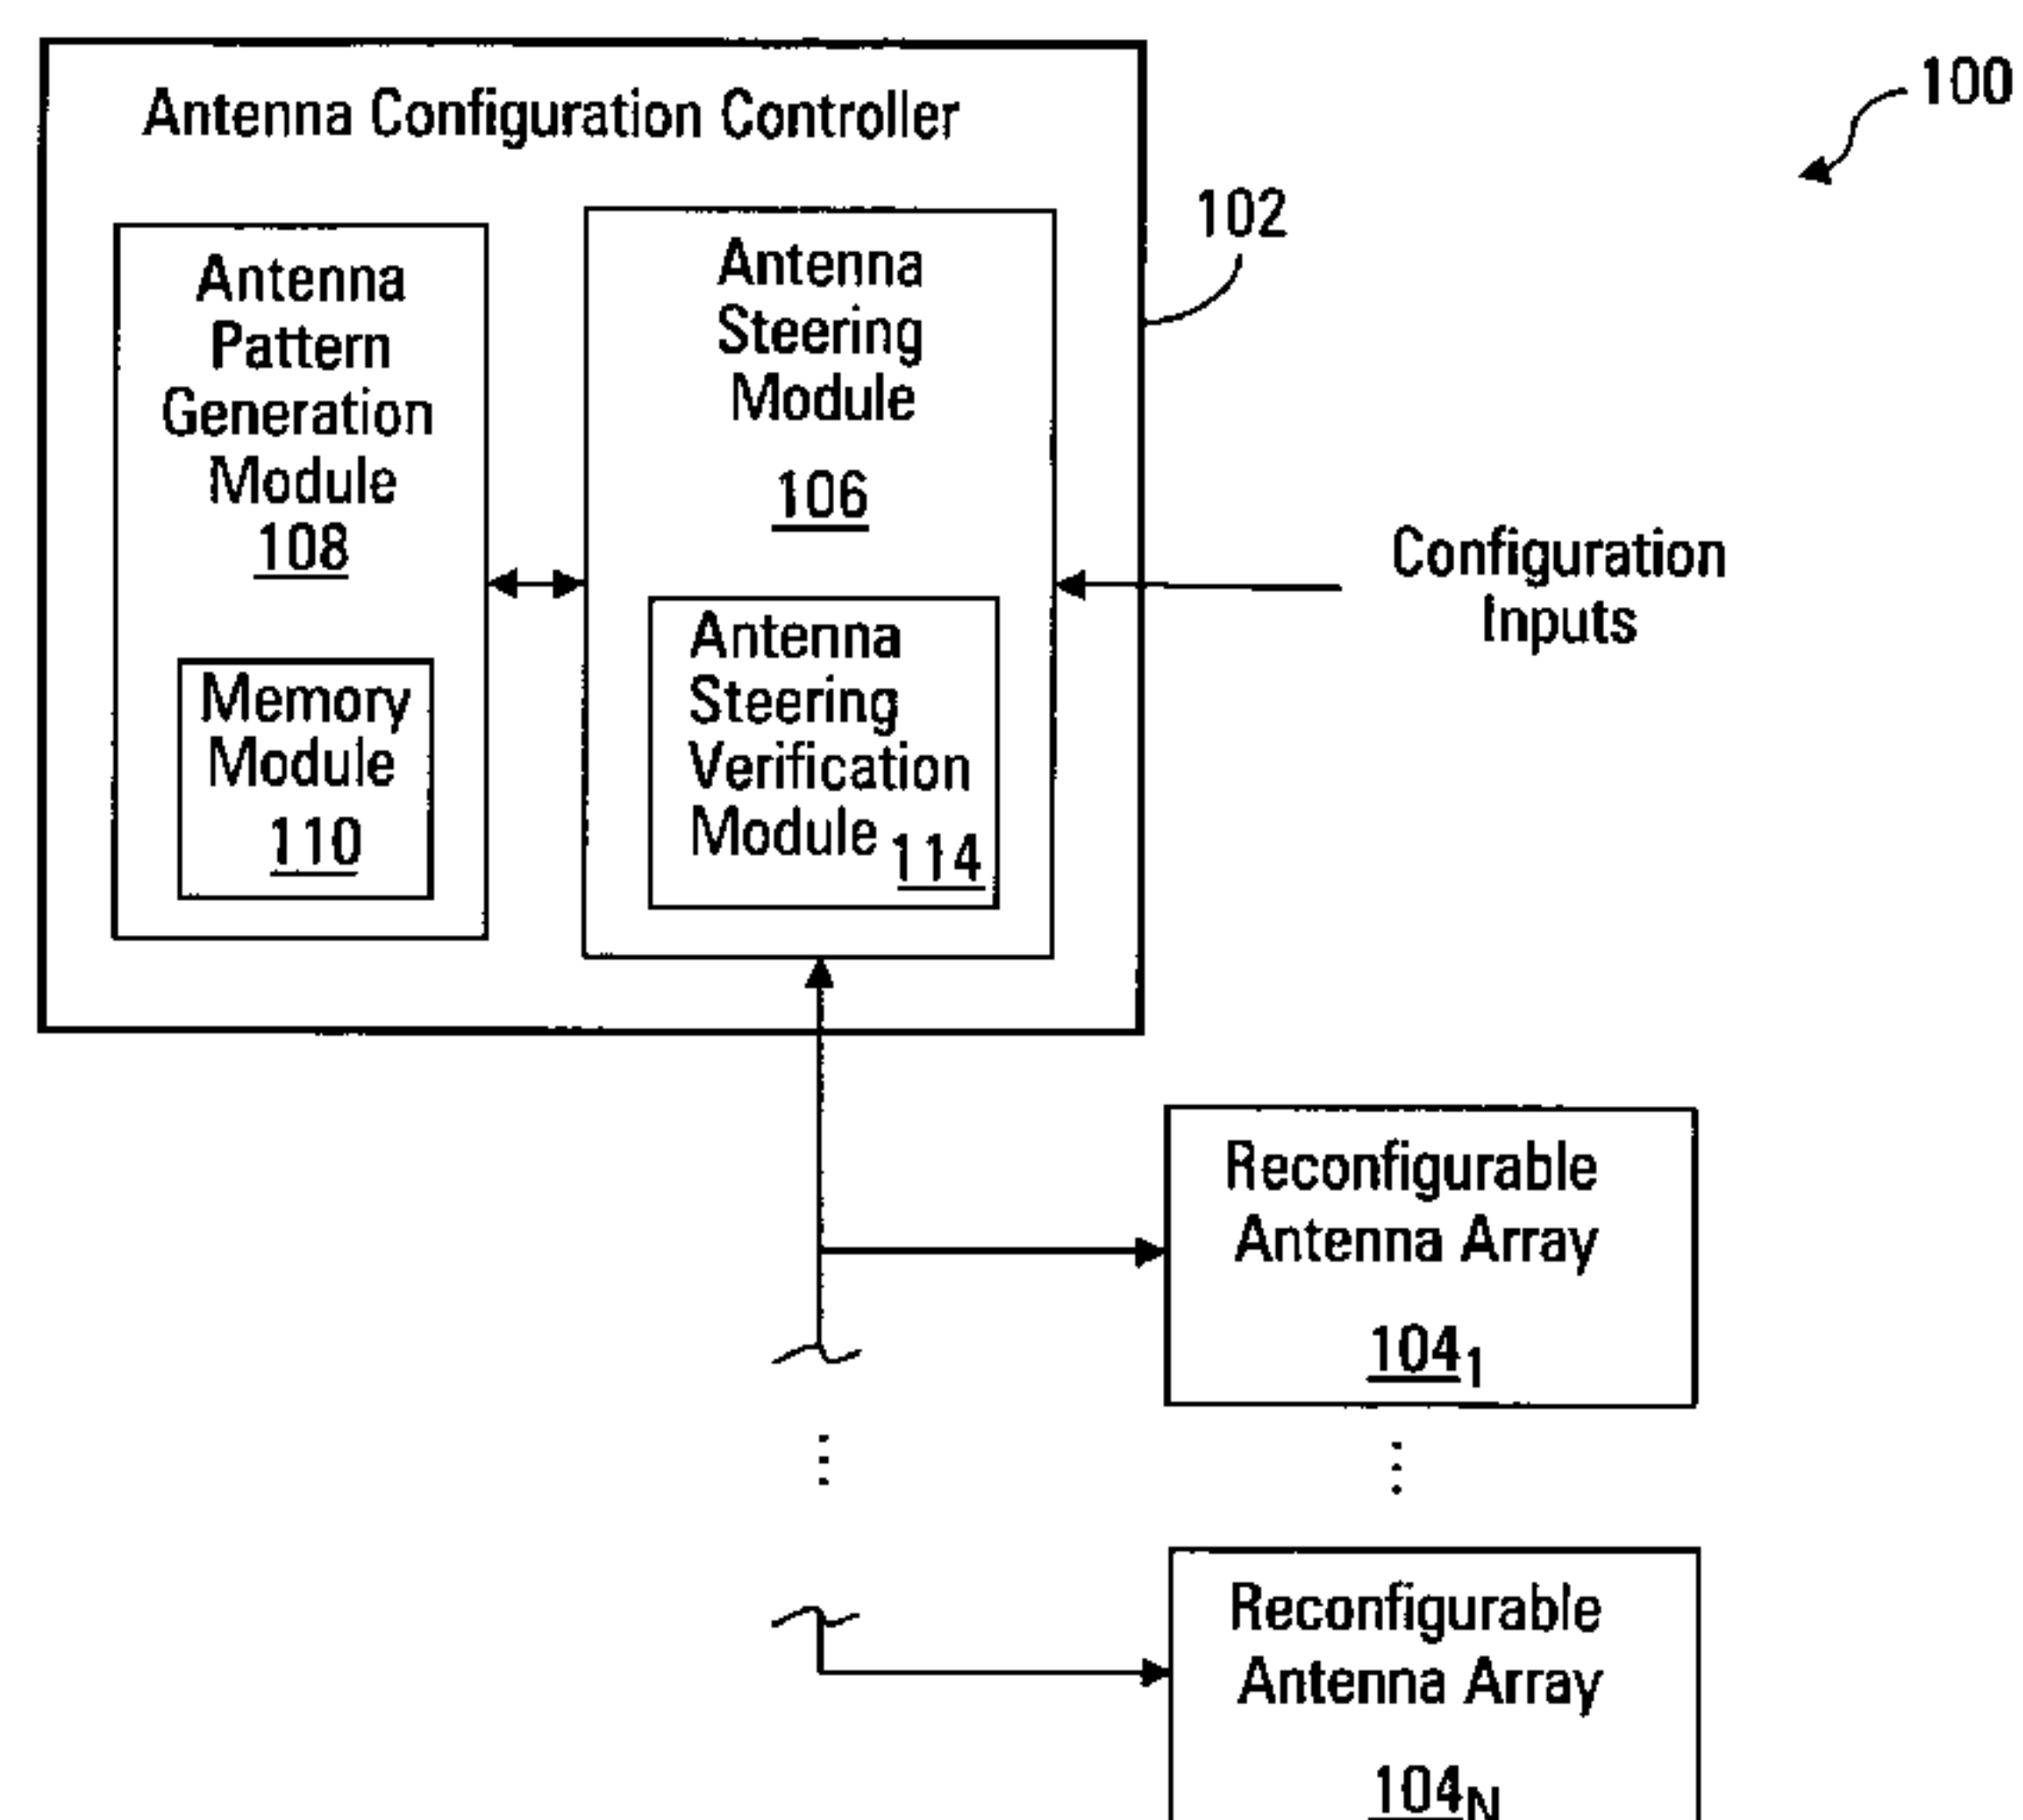 Antenna Configuration Controller
100
102
Antenna
Pattern
Generation
Module
108
Memory
Module
110
Antenna
Steering
Module
106
Antenna
Steering
Verification
Module 114
Configuration
Inputs
Reconfigurable
Antenna Array
104₁
Reconfigurable
Antenna Array
104N